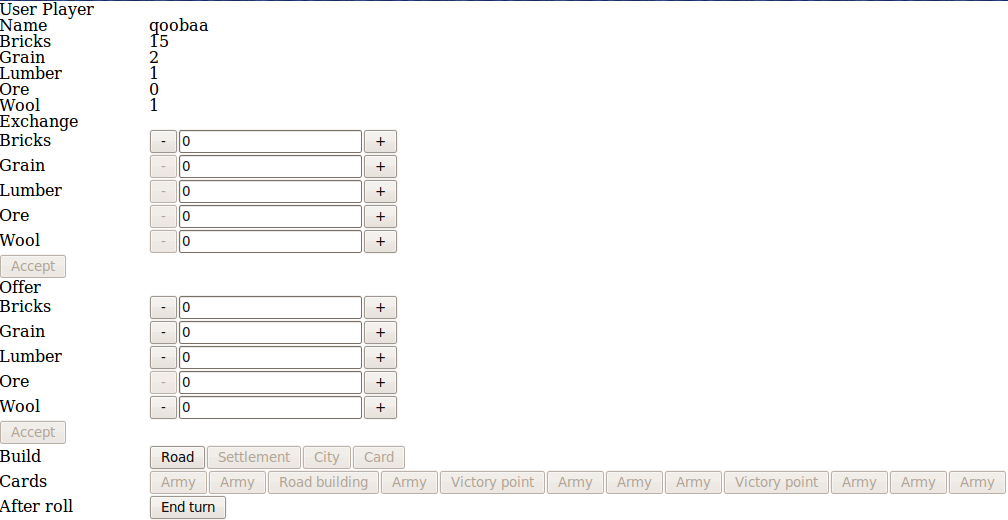 User Player
Name qoobaa
Bricks 15
Grain 2
Lumber 1
Ore 0
Wool 1
Exchange
Bricks - 0 +
Grain - 0 +
Lumber - 0 +
Ore - 0 +
Wool - 0 +
Accept
Offer
Bricks - 0 +
Grain - 0 +
Lumber - 0 +
Ore - 0 +
Wool - 0 +
Accept
Build Road Settlement City Card
Cards Army Army Road building Army Victory point Army Army Army Victory point Army Army Army
After roll End turn